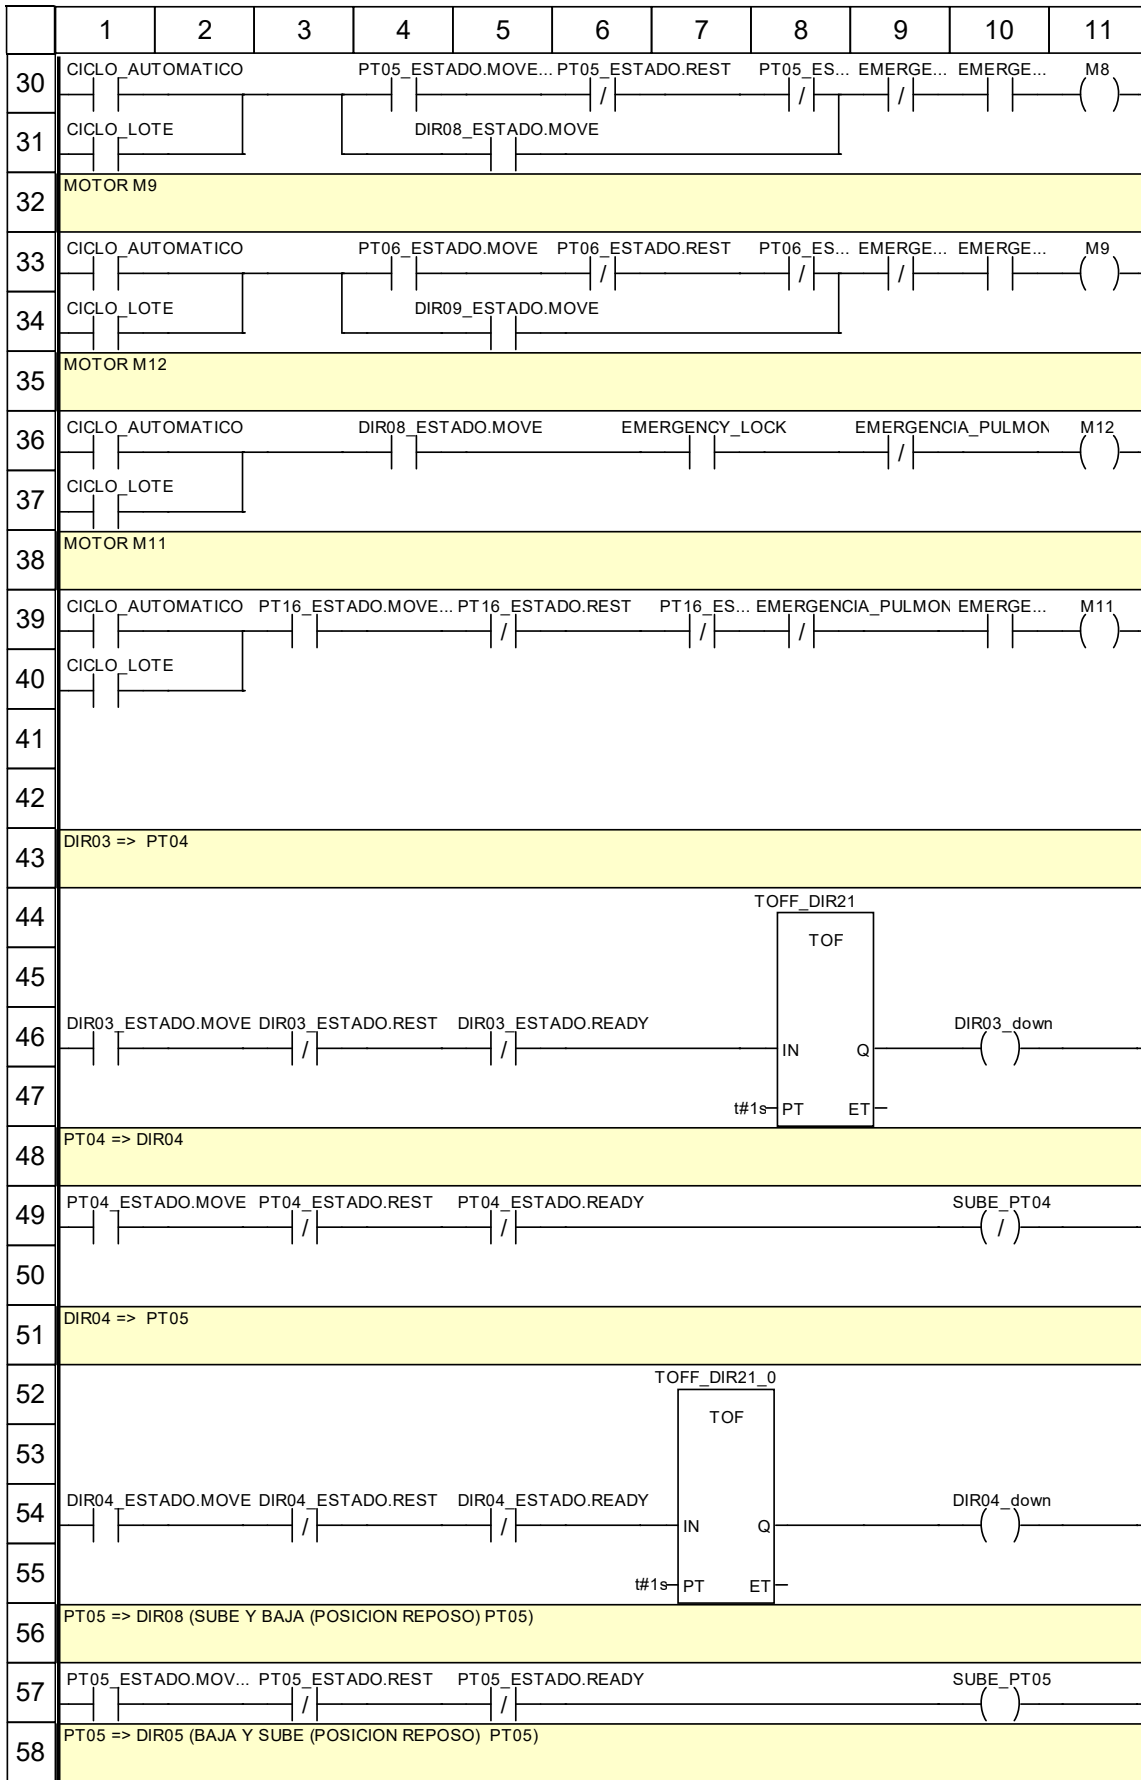 1 2 3 4 5 6 7 8 9 10 11
30 CICLO_AUTOMATICO PT05_ESTADO.MOVE... PT05_ESTADO.REST PT05_ES... EMERGE... EMERGE... M8
/ / /
31 CICLO_LOTE DIR08_ESTADO.MOVE
32 MOTOR M9
33 CICLO_AUTOMATICO PT06_ESTADO.MOVE PT06_ESTADO.REST PT06_ES... EMERGE... EMERGE... M9
/ / /
34 CICLO_LOTE DIR09_ESTADO.MOVE
35 MOTOR M12
36 CICLO_AUTOMATICO DIR08_ESTADO.MOVE EMERGENCY_LOCK EMERGENCIA_PULMON M12
/
37 CICLO_LOTE
38 MOTOR M11
39 CICLO_AUTOMATICO PT16_ESTADO.MOVE... PT16_ESTADO.REST PT16_ES... EMERGENCIA_PULMON EMERGE... M11
/ / /
40 CICLO_LOTE
41
42
43 DIR03 => PT04
44 TOFF_DIR21
TOF
45
46 DIR03_ESTADO.MOVE DIR03_ESTADO.REST DIR03_ESTADO.READY DIR03_down
/ / IN Q
47 t#1s PT ET
48 PT04 => DIR04
49 PT04_ESTADO.MOVE PT04_ESTADO.REST PT04_ESTADO.READY SUBE_PT04
/ / /
50
51 DIR04 => PT05
52 TOFF_DIR21_0
TOF
53
54 DIR04_ESTADO.MOVE DIR04_ESTADO.REST DIR04_ESTADO.READY DIR04_down
/ / IN Q
55 t#1s PT ET
56 PT05 => DIR08 (SUBE Y BAJA (POSICION REPOSO) PT05)
57 PT05_ESTADO.MOV... PT05_ESTADO.REST PT05_ESTADO.READY SUBE_PT05
/ /
58 PT05 => DIR05 (BAJA Y SUBE (POSICION REPOSO) PT05)